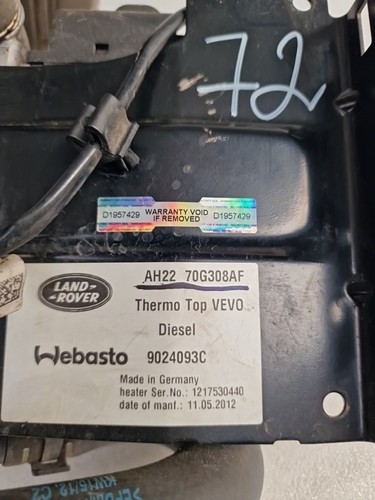 72
D1957429 WARRANTY VOID IF REMOVED D1957429
LAND-ROVER
AH22 70G308AF
Thermo Top VEVO
Diesel
Webasto 9024093C
Made in Germany
heater Ser.No.: 1217530440
date of manf.: 11.05.2012